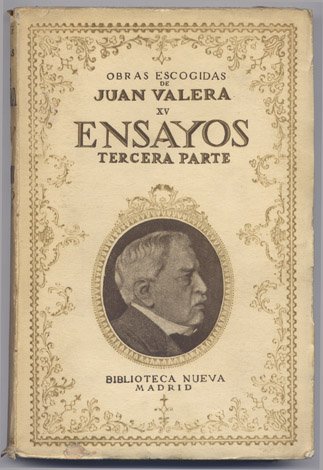 OBRAS ESCOGIDAS
DE
JUAN VALERA
XV
ENSAYOS
TERCERA PARTE
BIBLIOTECA NUEVA
MADRID